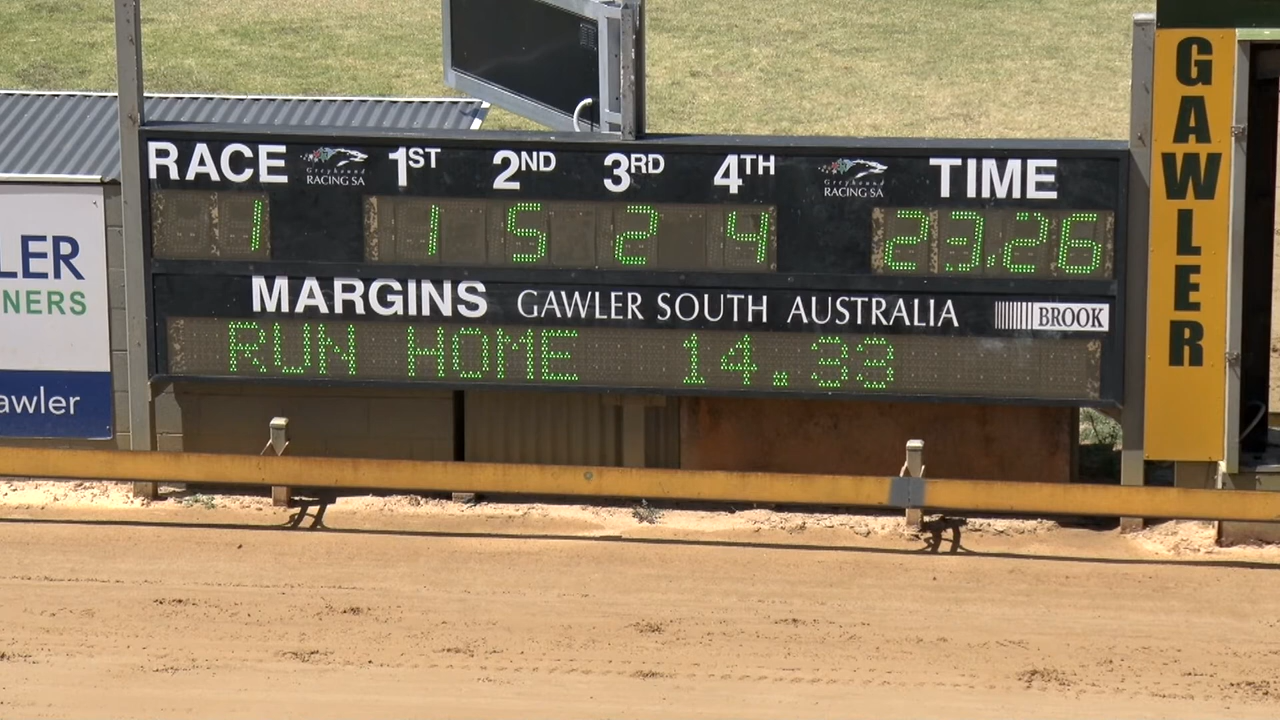 RACE
Greyhound
RACING SA
1ST 2ND 3RD 4TH
Greyhound
RACING SA
TIME
1 1 5 2 4 23.26
MARGINS GAWLER SOUTH AUSTRALIA BROOK
RUN HOME 14.33
GAWLER
LER
NERS
awler